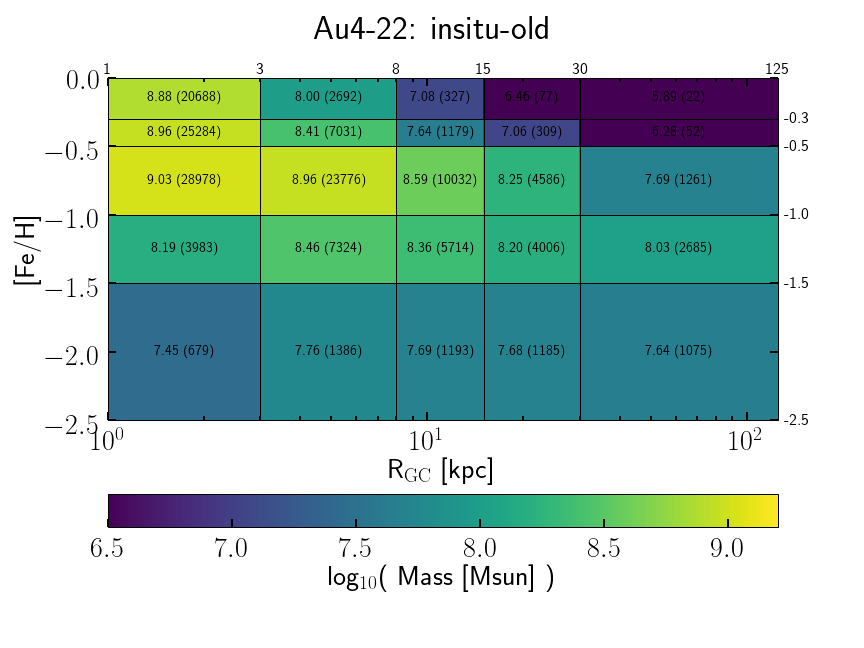 Au4-22: insitu-old
1 3 8 15 30 125
0.0 8.88 (20688) 8.00 (2692) 7.08 (327) 6.46 (77) 5.89 (22)
-0.3
8.96 (25284) 8.41 (7031) 7.64 (1179) 7.06 (309) 6.28 (52)
−0.5 -0.5
9.03 (28978) 8.96 (23776) 8.59 (10032) 8.25 (4586) 7.69 (1261)
−1.0 -1.0
[Fe/H]
8.19 (3983) 8.46 (7324) 8.36 (5714) 8.20 (4006) 8.03 (2685)
−1.5 -1.5
−2.0 7.45 (679) 7.76 (1386) 7.69 (1193) 7.68 (1185) 7.64 (1075)
−2.5 -2.5
10⁰ 10¹ 10²
R_GC [kpc]
6.5 7.0 7.5 8.0 8.5 9.0
log₁₀( Mass [Msun] )